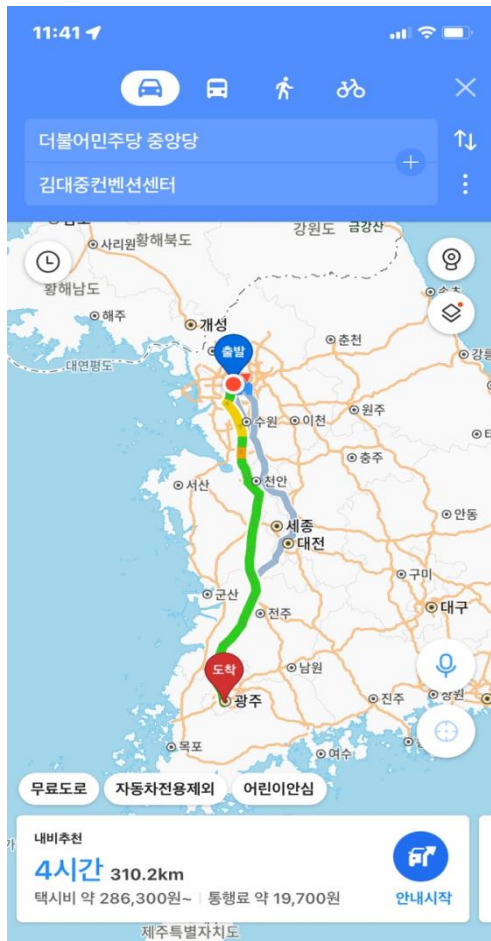 11:41
더불어민주당 중앙당
김대중컨벤션센터
강원도 금강산
사리원 황해북도
황해남도
해주
개성
춘천
출발
대연평도
강릉
원주
수원 이천
충주
서산
천안
안동
세종
대전
구미
군산
대구
전주
도착
남원
광주
진주 창원
목포
여수
무료도로 자동차전용제외 어린이안심
내비추천
4시간 310.2km
택시비 약 286,300원~ 통행료 약 19,700원
안내시작
제주특별자치도